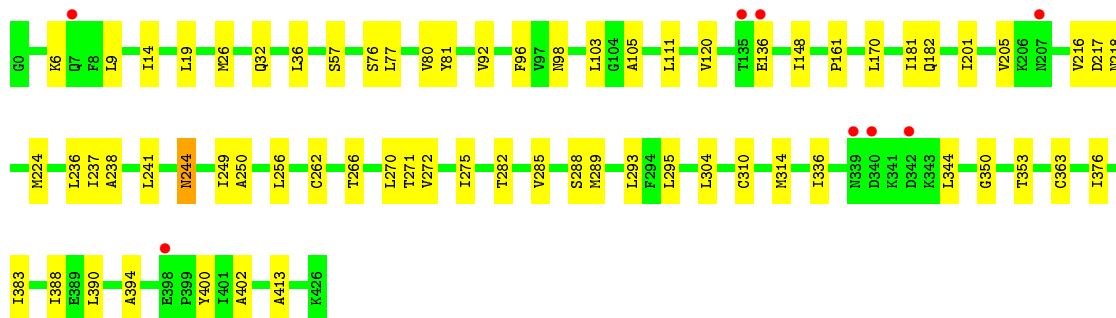 G0 K6 Q7 F8 L9 I14 L19 M26 Q32 L36 S57 S76 L77 V80 Y81 V92 F96 V97 N98 L103 G104 A105 L111 V120 T135 E136 I148 P161 L170 I181 Q182 I201 V205 K206 N207 V216 D217 N218
M224 L236 I237 A238 L241 N244 I249 A250 L256 C262 T266 L270 T271 V272 I275 T282 V285 S288 M289 L293 F294 L295 L304 C310 M314 I336 N339 D340 K341 D342 K343 L344 G350 T353 C363 I376
I383 I388 E389 L390 A394 E398 P399 Y400 I401 A402 A413 K426